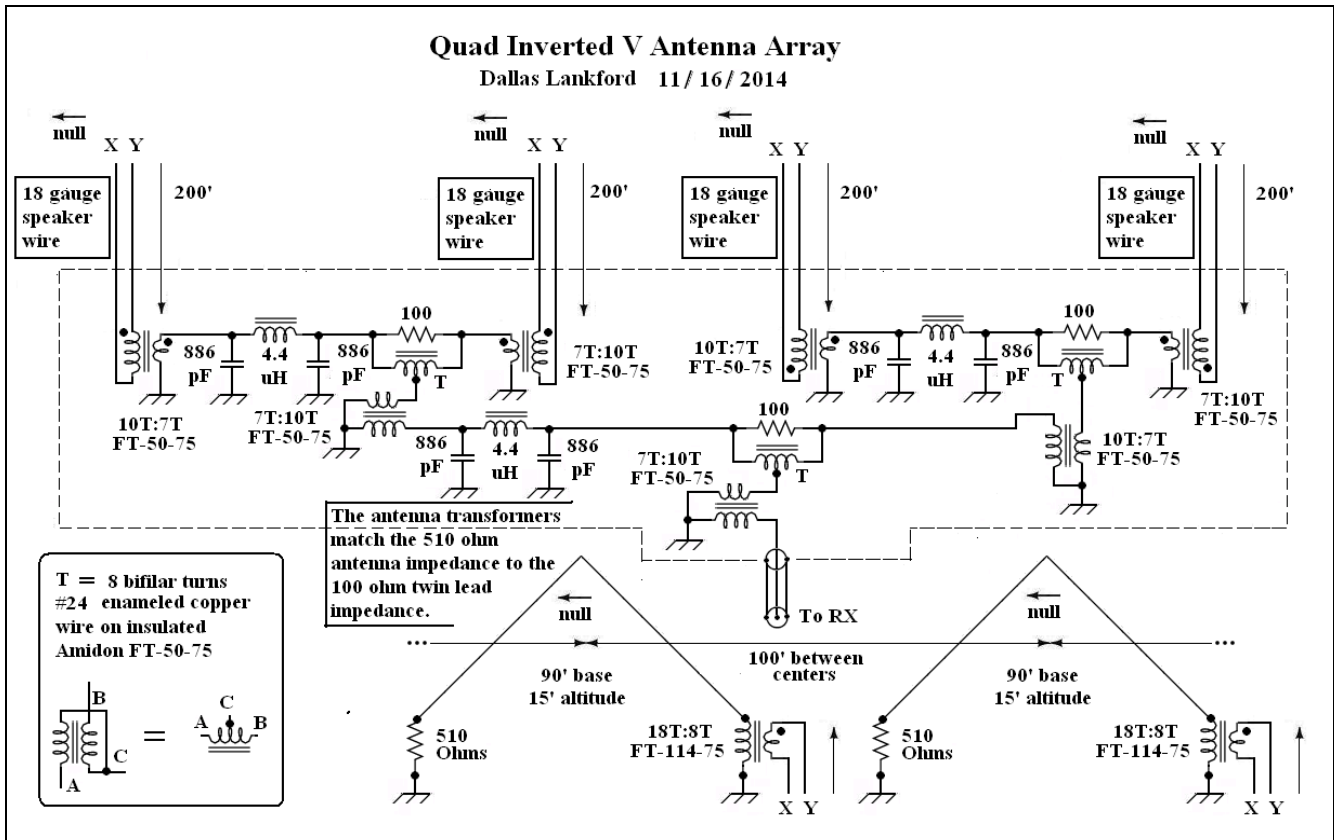 Quad Inverted V Antenna Array
Dallas Lankford 11/ 16 / 2014
null
null
null
null
X Y
X Y
X Y
X Y
18 gauge
speaker
wire
200'
18 gauge
speaker
wire
200'
18 gauge
speaker
wire
200'
18 gauge
speaker
wire
200'
886
pF
4.4
uH
886
pF
100
T
7T:10T
FT-50-75
10T:7T
FT-50-75
886
pF
4.4
uH
886
pF
100
T
7T:10T
FT-50-75
10T:7T
FT-50-75
7T:10T
FT-50-75
886
pF
4.4
uH
886
pF
100
T
7T:10T
FT-50-75
10T:7T
FT-50-75
The antenna transformers
match the 510 ohm
antenna impedance to the
100 ohm twin lead
impedance.
To RX
T = 8 bifilar turns
#24 enameled copper
wire on insulated
Amidon FT-50-75
B
A
C
=
A
C
B
null
null
...
...
100' between
centers
90' base
15' altitude
90' base
15' altitude
510
Ohms
18T:8T
FT-114-75
X Y
510
Ohms
18T:8T
FT-114-75
X Y